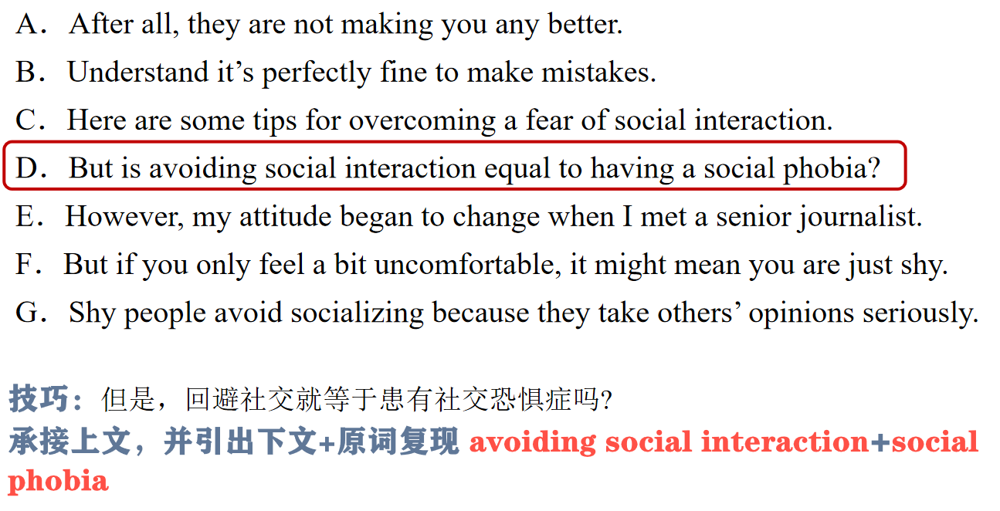 A. After all, they are not making you any better.
B. Understand it’s perfectly fine to make mistakes.
C. Here are some tips for overcoming a fear of social interaction.
D. But is avoiding social interaction equal to having a social phobia?
E. However, my attitude began to change when I met a senior journalist.
F. But if you only feel a bit uncomfortable, it might mean you are just shy.
G. Shy people avoid socializing because they take others’ opinions seriously.
技巧：但是，回避社交就等于患有社交恐惧症吗?
承接上文，并引出下文+原词复现 avoiding social interaction+social
phobia